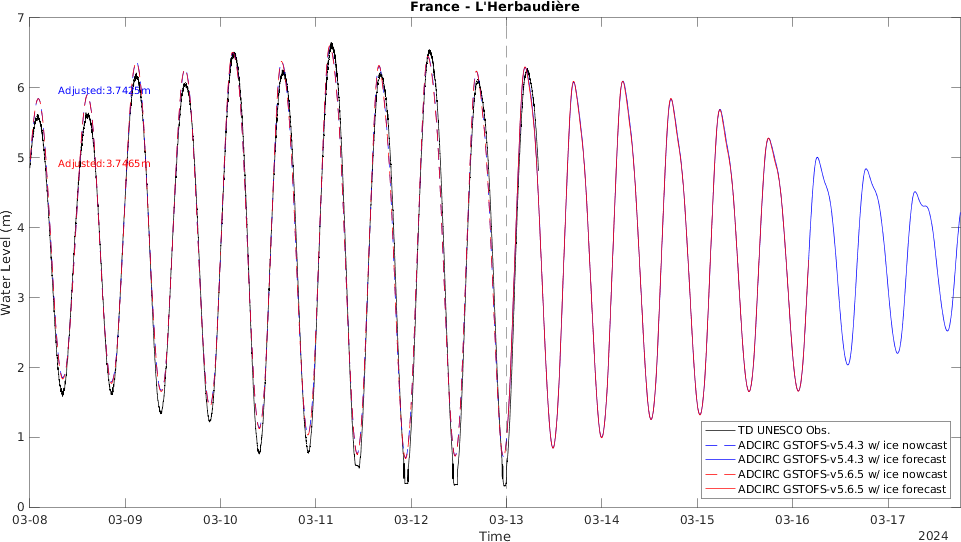 France - L'Herbaudière
7
6
5
4
3
2
1
0
Water Level (m)
Adjusted:3.7425m
Adjusted:3.7465m
TD UNESCO Obs.
ADCIRC GSTOFS-v5.4.3 w/ ice nowcast
ADCIRC GSTOFS-v5.4.3 w/ ice forecast
ADCIRC GSTOFS-v5.6.5 w/ ice nowcast
ADCIRC GSTOFS-v5.6.5 w/ ice forecast
03-08 03-09 03-10 03-11 03-12 03-13 03-14 03-15 03-16 03-17
Time
2024